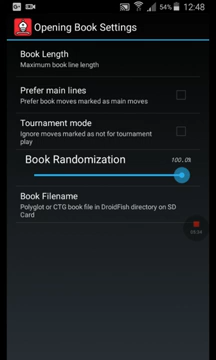 54% 12:48
Opening Book Settings
Book Length
Maximum book line length
Prefer main lines
Prefer book moves marked as main moves
Tournament mode
Ignore moves marked as not for tournament
play
Book Randomization 100.0%
Book Filename
Polyglot or CTG book file in DroidFish directory on SD
Card